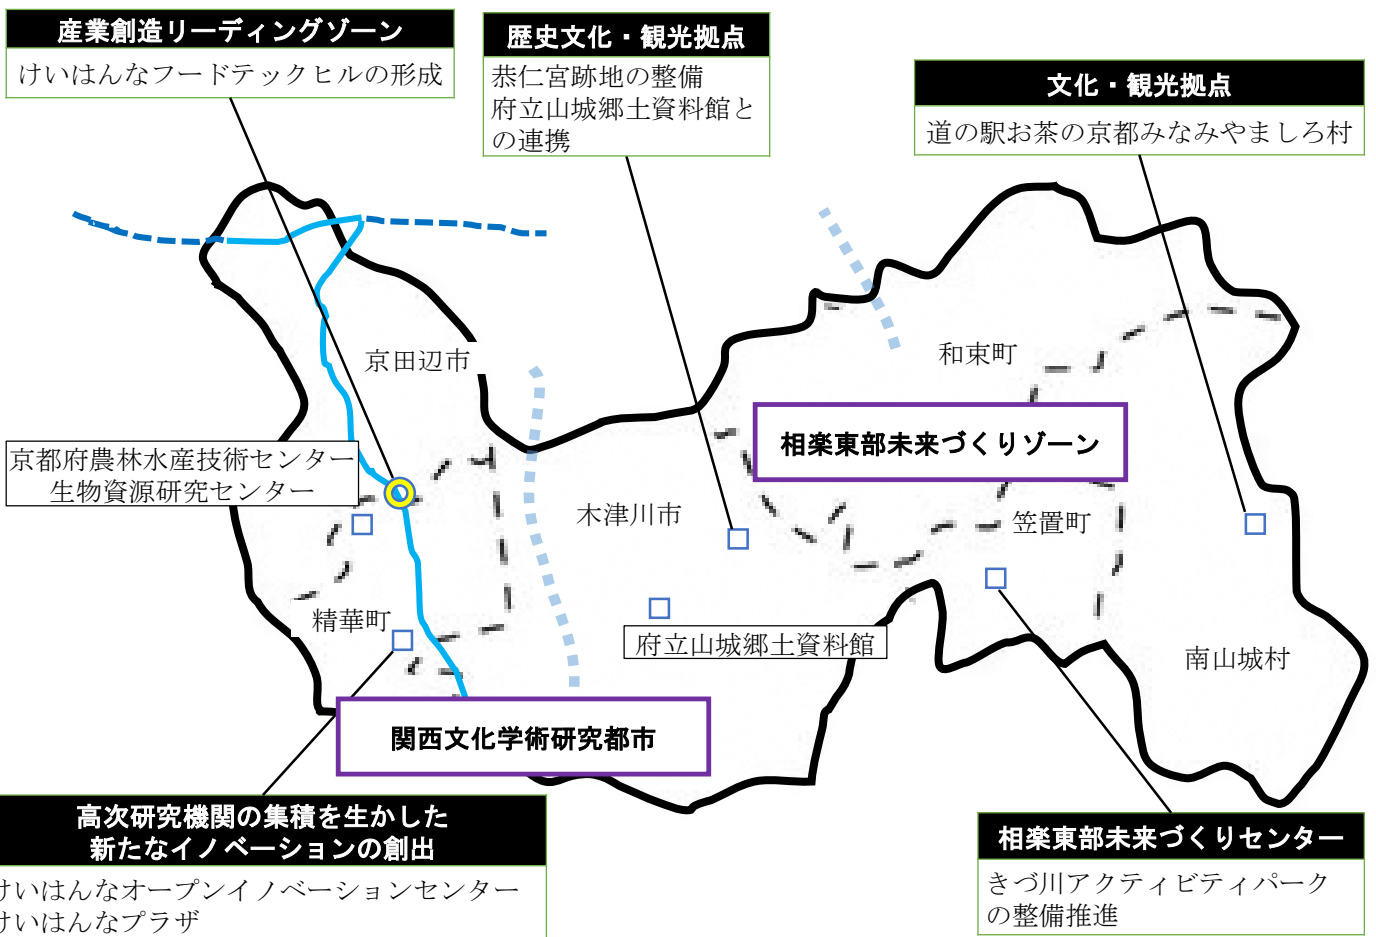 産業創造リーディングゾーン
けいはんなフードテックヒルの形成
歴史文化・観光拠点
恭仁宮跡地の整備
府立山城郷土資料館と
の連携
文化・観光拠点
道の駅お茶の京都みなみやましろ村
京田辺市
和束町
相楽東部未来づくりゾーン
京都府農林水産技術センター
生物資源研究センター
木津川市
笠置町
精華町
府立山城郷土資料館
南山城村
関西文化学術研究都市
高次研究機関の集積を生かした
新たなイノベーションの創出
けいはんなオープンイノベーションセンター
けいはんなプラザ
相楽東部未来づくりセンター
きづ川アクティビティパーク
の整備推進